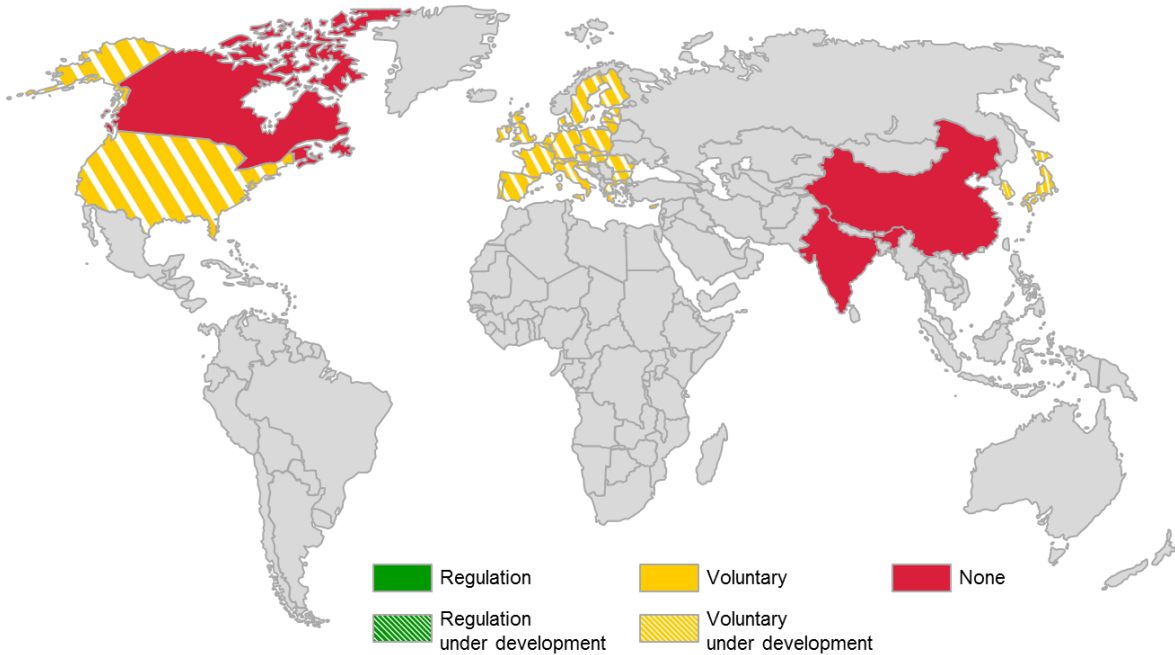 Regulation
Voluntary
None
Regulation
under development
Voluntary
under development